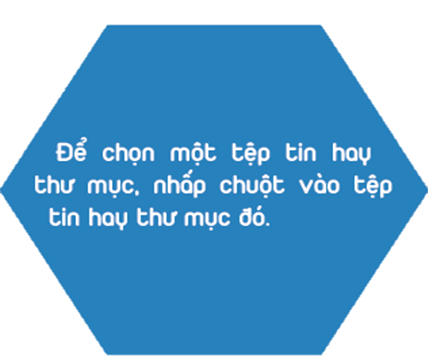 Để chọn một tệp tin hay
thư mục, nhấp chuột vào tệp
tin hay thư mục đó.